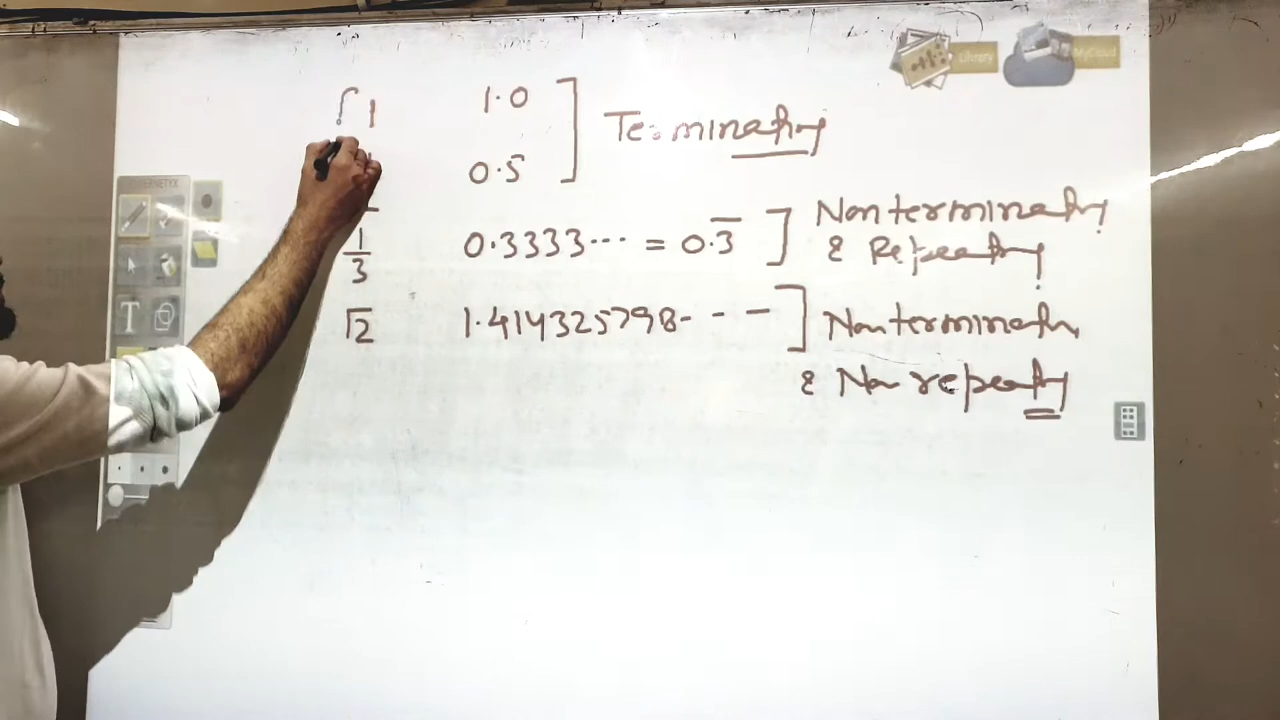 1 1.0 Terminating
0.5
1/3 0.3333... = 0.3̅ Nonterminating
& Repeating
√2 1.414325798- - - Nonterminating
& Non repeating
Library
MyCloud
T